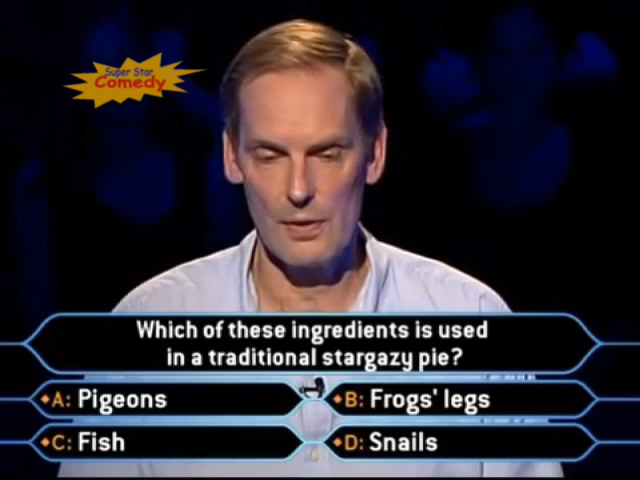 Super Star
Comedy
Which of these ingredients is used
in a traditional stargazy pie?
A: Pigeons
B: Frogs' legs
C: Fish
D: Snails